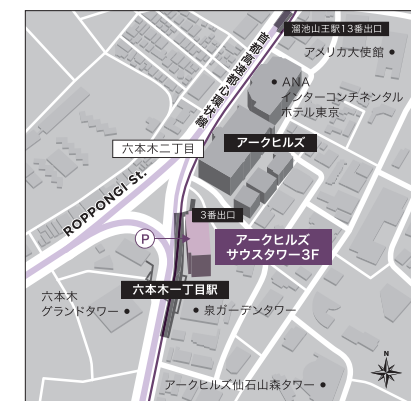 溜池山王駅13番出口
アメリカ大使館
首都高速都心環状線
ANA
インターコンチネンタル
ホテル東京
アークヒルズ
六本木二丁目
ROPPONGI St.
3番出口
P
アークヒルズ
サウスタワー3F
六本木一丁目駅
六本木
グランドタワー
泉ガーデンタワー
N
アークヒルズ仙石山森タワー